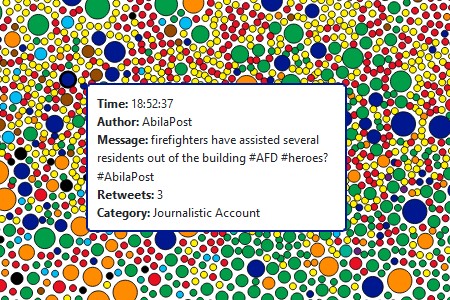 Time: 18:52:37
Author: AbilaPost
Message: firefighters have assisted several
residents out of the building #AFD #heroes?
#AbilaPost
Retweets: 3
Category: Journalistic Account